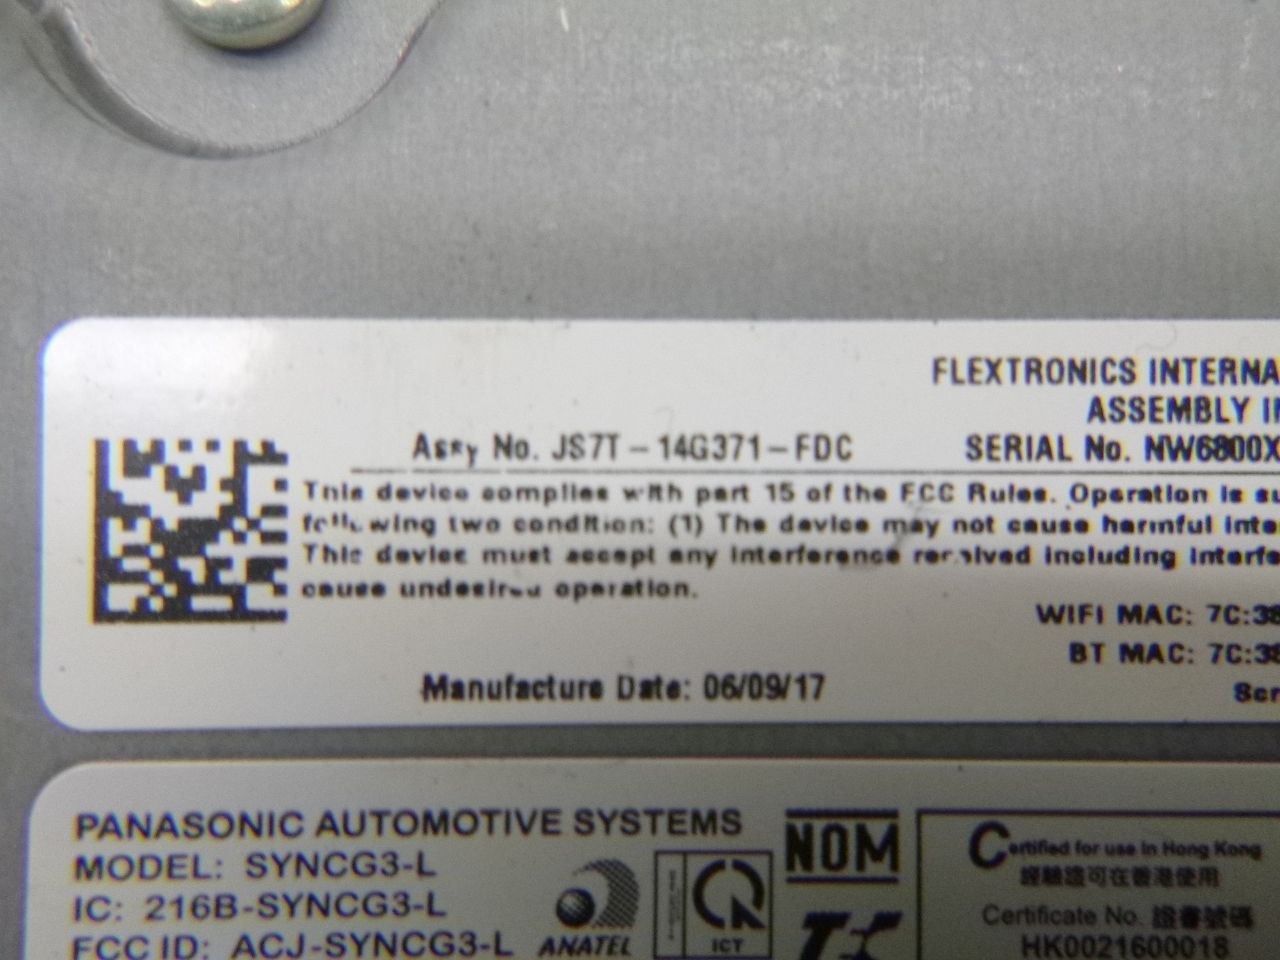 FLEXTRONICS INTERNA
ASSEMBLY I
Assy No. JS7T-14G371-FDC
SERIAL No. NW6800X
This device complies with part 15 of the FCC Rules. Operation is su
following two condition: (1) The device may not cause harmful inte
This device must accept any interference received including interfe
cause undesired operation.
WIFI MAC: 7C:38
BT MAC: 7C:38
Manufacture Date: 06/09/17
Scr
PANASONIC AUTOMOTIVE SYSTEMS
MODEL: SYNCG3-L
IC: 216B-SYNCG3-L
FCC ID: ACJ-SYNCG3-L
ANATEL
ICT
NOM
Certified for use in Hong Kong
經驗證可在香港使用
Certificate No. 證書號碼
HK0021600018